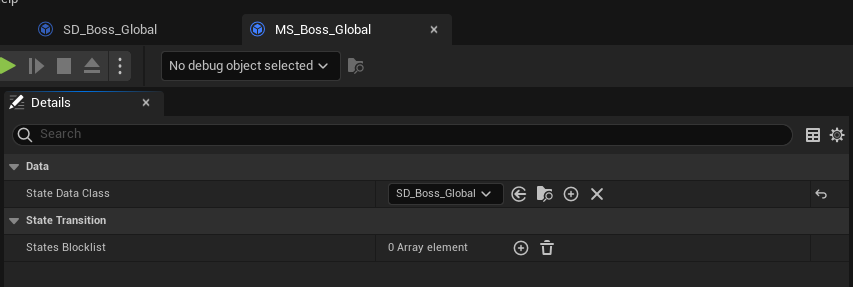 elp
SD_Boss_Global
MS_Boss_Global
No debug object selected
Details
Search
Data
State Data Class
SD_Boss_Global
State Transition
States Blocklist
0 Array element